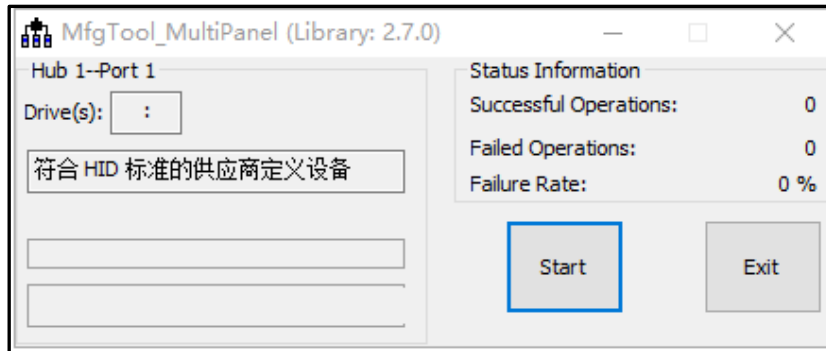 MfgTool_MultiPanel (Library: 2.7.0)
Hub 1--Port 1
Drive(s): :
符合 HID 标准的供应商定义设备
Status Information
Successful Operations: 0
Failed Operations: 0
Failure Rate: 0 %
Start
Exit